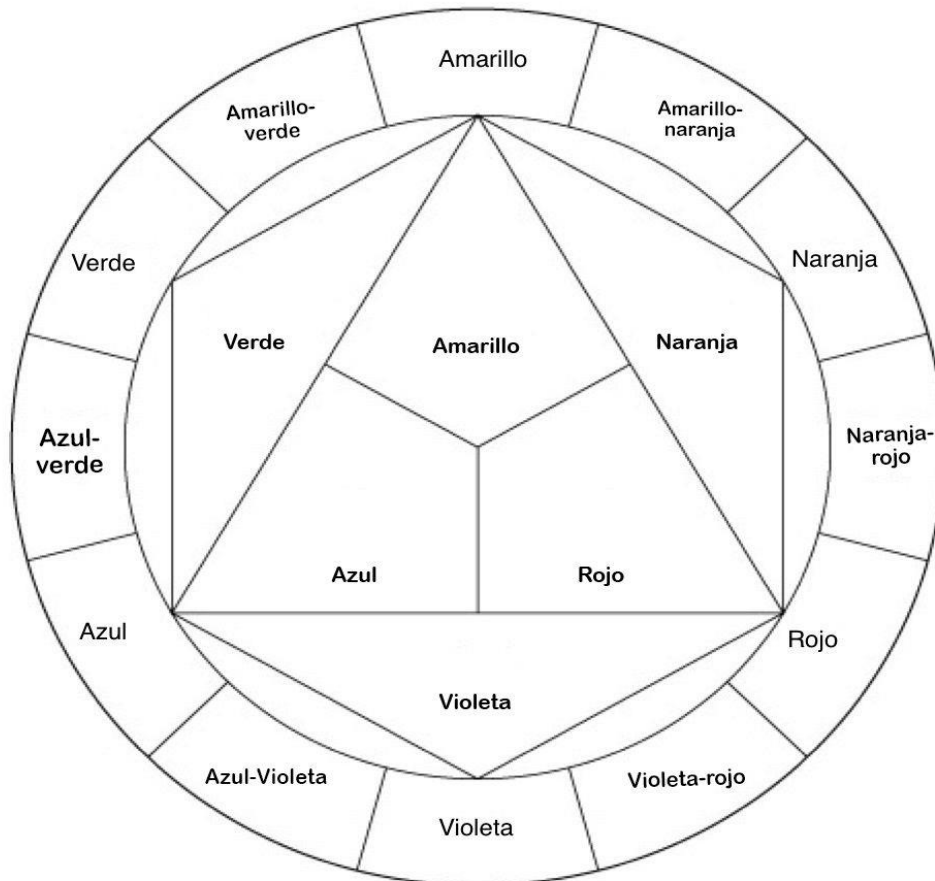 Amarillo
Amarillo-
verde
Amarillo-
naranja
Verde
Naranja
Verde
Amarillo
Naranja
Azul-
verde
Naranja-
rojo
Azul
Rojo
Azul
Rojo
Violeta
Azul-Violeta
Violeta-rojo
Violeta